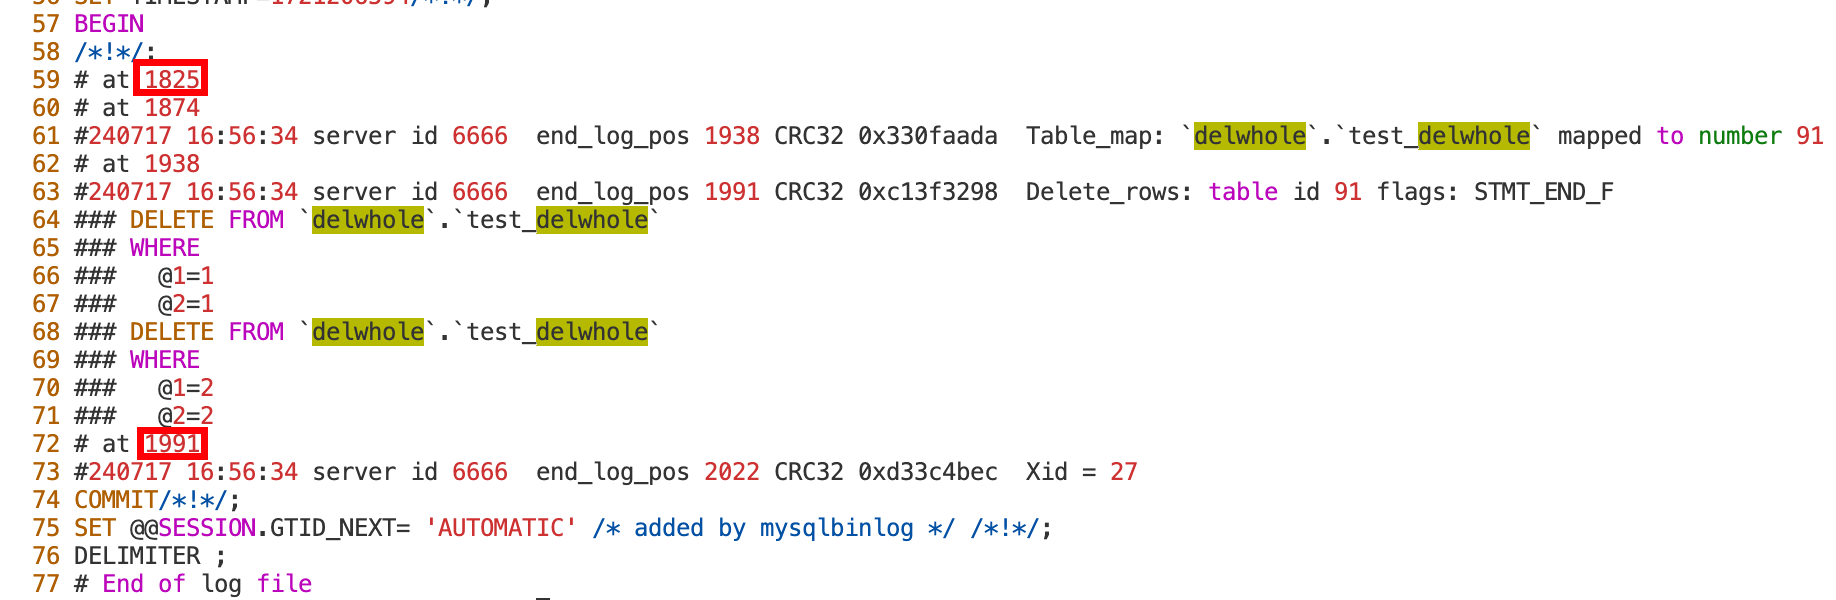 56 SET TIMESTAMP=1721206594/*!*/;
57 BEGIN
58 /*!*/;
59 # at 1825
60 # at 1874
61 #240717 16:56:34 server id 6666  end_log_pos 1938 CRC32 0x330faada  Table_map: `delwhole`.`test_delwhole` mapped to number 91
62 # at 1938
63 #240717 16:56:34 server id 6666  end_log_pos 1991 CRC32 0xc13f3298  Delete_rows: table id 91 flags: STMT_END_F
64 ### DELETE FROM `delwhole`.`test_delwhole`
65 ### WHERE
66 ###   @1=1
67 ###   @2=1
68 ### DELETE FROM `delwhole`.`test_delwhole`
69 ### WHERE
70 ###   @1=2
71 ###   @2=2
72 # at 1991
73 #240717 16:56:34 server id 6666  end_log_pos 2022 CRC32 0xd33c4bec  Xid = 27
74 COMMIT/*!*/;
75 SET @@SESSION.GTID_NEXT= 'AUTOMATIC' /* added by mysqlbinlog */ /*!*/;
76 DELIMITER ;
77 # End of log file